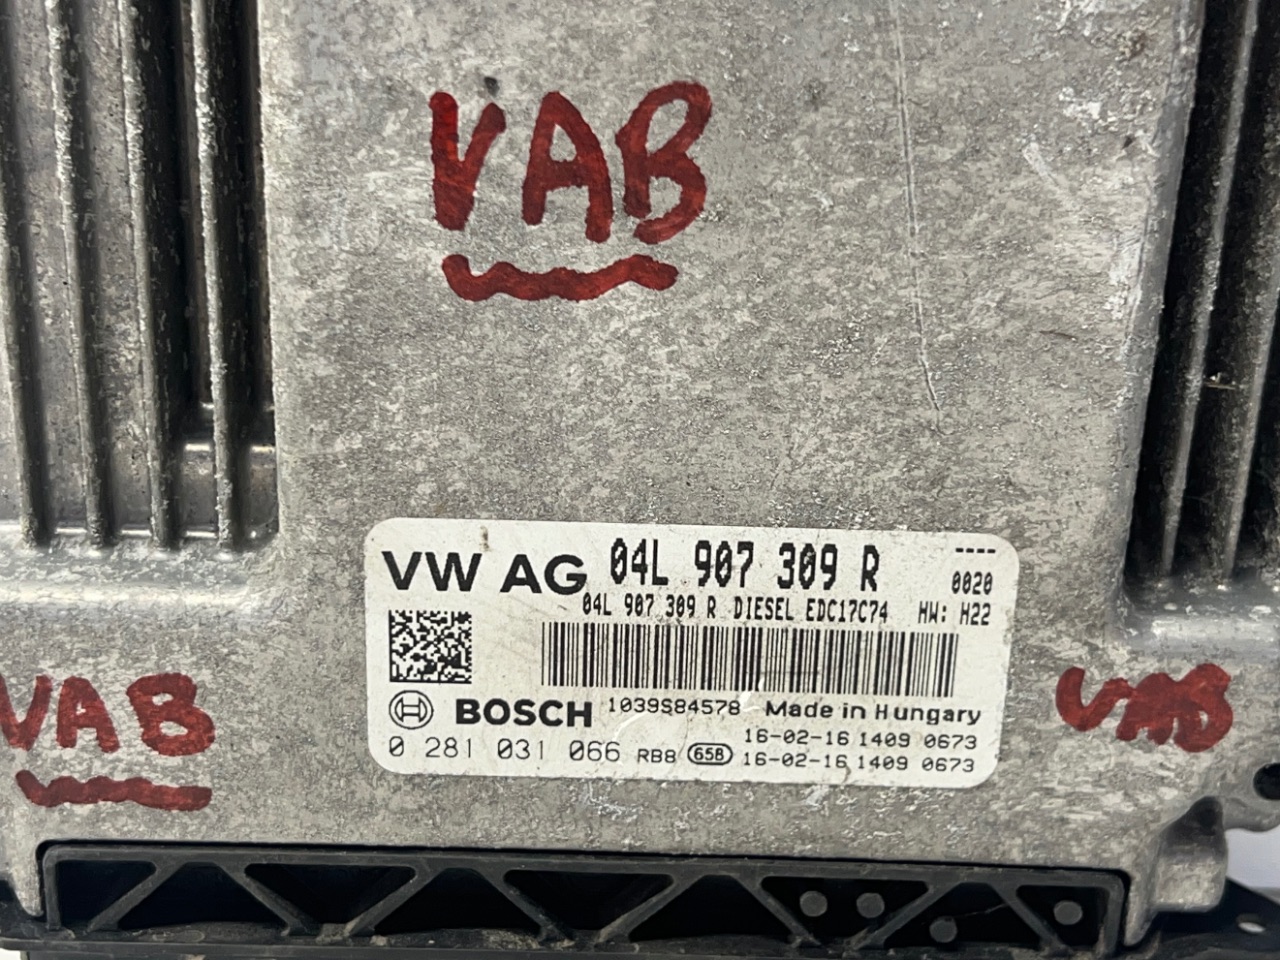 VAB
VW AG 04L 907 309 R ----
0020
04L 907 309 R DIESEL EDC17C74 HW: H22
BOSCH 1039S84578 Made in Hungary
16-02-16 1409 0673
0 281 031 066 RB8 65B 16-02-16 1409 0673
VAB
VAB